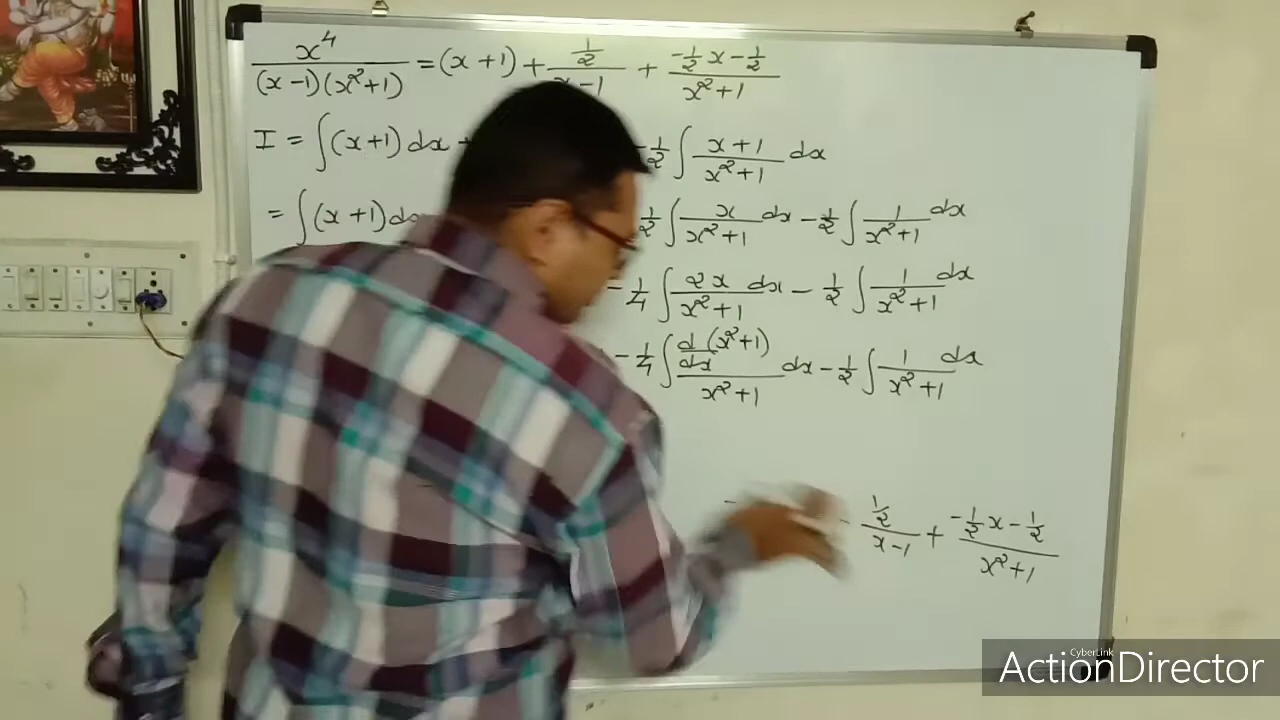 x⁴/((x-1)(x²+1)) = (x+1) + (1/2)/(x-1) + (-1/2 x - 1/2)/(x²+1)
I = ∫(x+1) dx + -1/2 ∫ (x+1)/(x²+1) dx
= ∫(x+1) dx 1/2 ∫ x/(x²+1) dx - 1/2 ∫ 1/(x²+1) dx
-1/4 ∫ 2x/(x²+1) dx - 1/2 ∫ 1/(x²+1) dx
-1/4 ∫ (d/dx (x²+1))/(x²+1) dx - 1/2 ∫ 1/(x²+1) dx
(1/2)/(x-1) + (-1/2 x - 1/2)/(x²+1)
CyberLink
ActionDirector